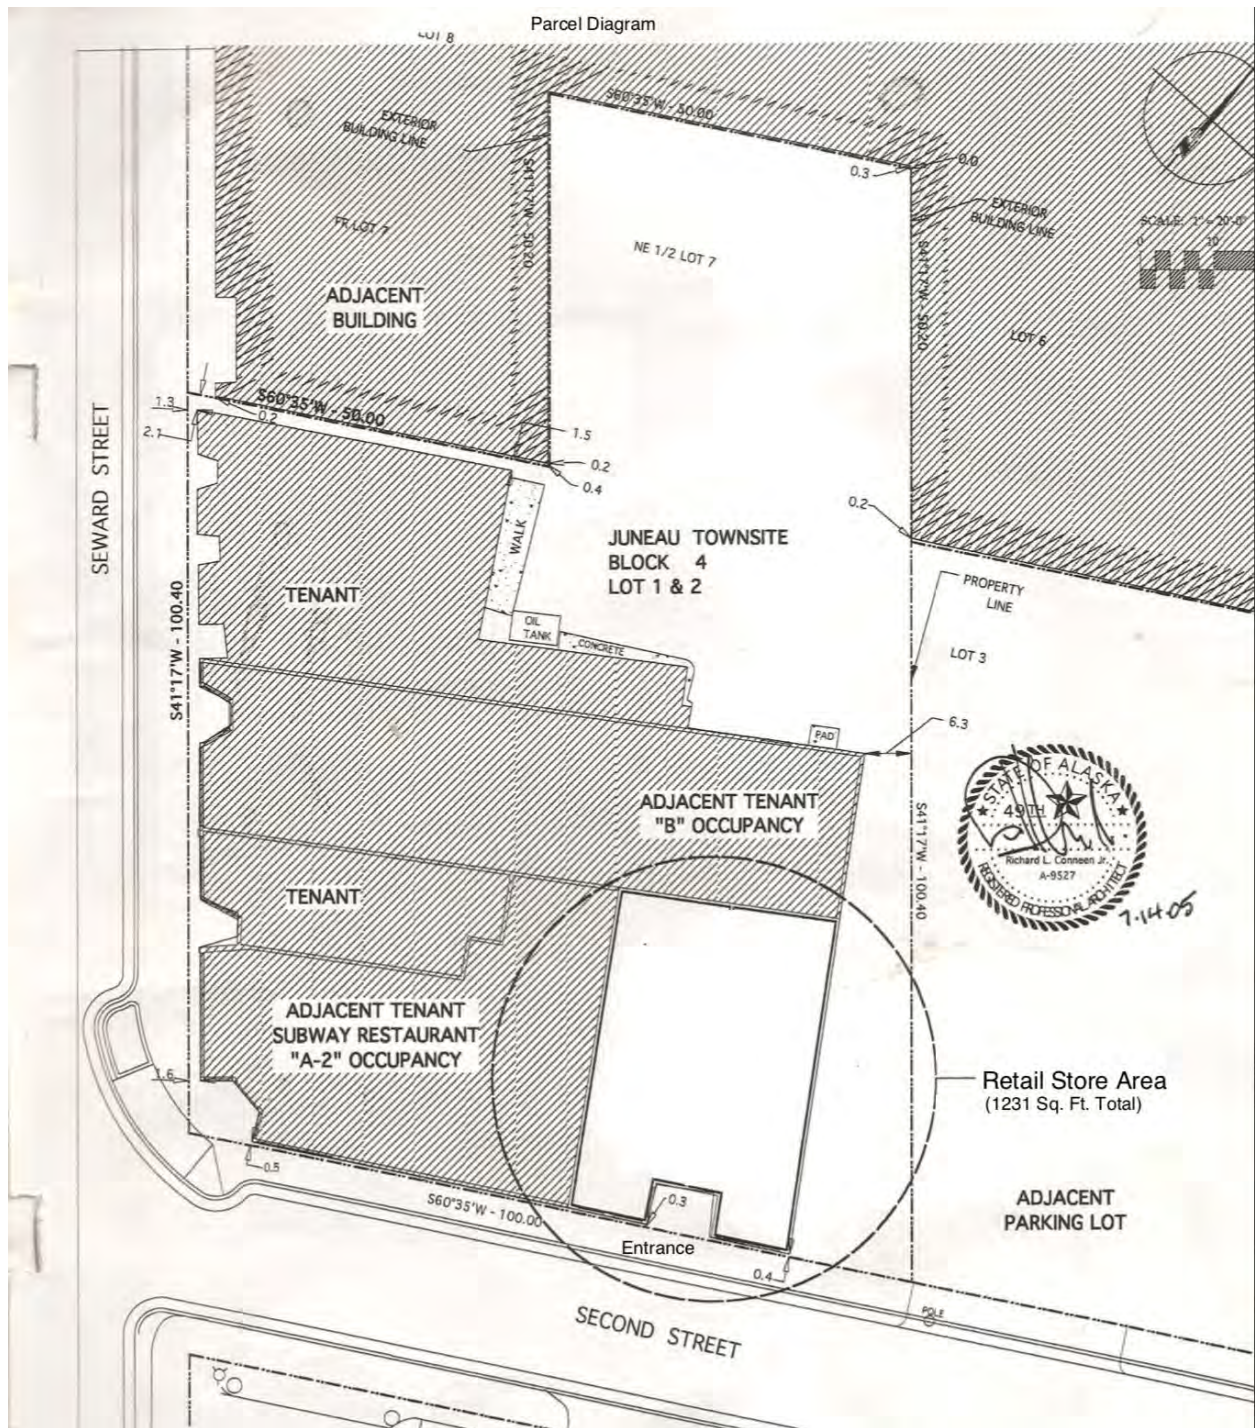 Parcel Diagram
LOT 8
S60°35'W - 50.00
EXTERIOR
BUILDING LINE
S41°17'W - 50.20
0.3
0.0
EXTERIOR
BUILDING LINE
SCALE: 1" = 20'-0"
0
10
FR LOT 7
NE 1/2 LOT 7
S41°17'W - 50.20
LOT 6
ADJACENT
BUILDING
S60°35'W - 50.00
1.3
0.2
2.1
1.5
0.2
0.4
0.2
SEWARD STREET
WALK
JUNEAU TOWNSITE
BLOCK 4
LOT 1 & 2
TENANT
PROPERTY
LINE
OIL
TANK
CONCRETE
LOT 3
S41°17'W - 100.40
PAD
6.3
ADJACENT TENANT
"B" OCCUPANCY
S41°17'W - 100.40
STATE OF ALASKA
49TH
Richard L. Conneen Jr.
A-9527
REGISTERED PROFESSIONAL ARCHITECT
7-14-05
TENANT
ADJACENT TENANT
SUBWAY RESTAURANT
"A-2" OCCUPANCY
1.6
Retail Store Area
(1231 Sq. Ft. Total)
0.5
S60°35'W - 100.00
0.3
Entrance
0.4
ADJACENT
PARKING LOT
SECOND STREET
POLE